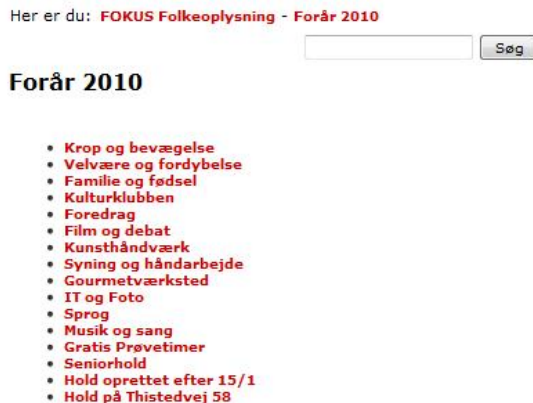 Her er du: FOKUS Folkeoplysning - Forår 2010
Søg
Forår 2010
Krop og bevægelse
Velvære og fordybelse
Familie og fødsel
Kulturklubben
Foredrag
Film og debat
Kunsthåndværk
Syning og håndarbejde
Gourmetværksted
IT og Foto
Sprog
Musik og sang
Gratis Prøvetimer
Seniorhold
Hold oprettet efter 15/1
Hold på Thistedvej 58